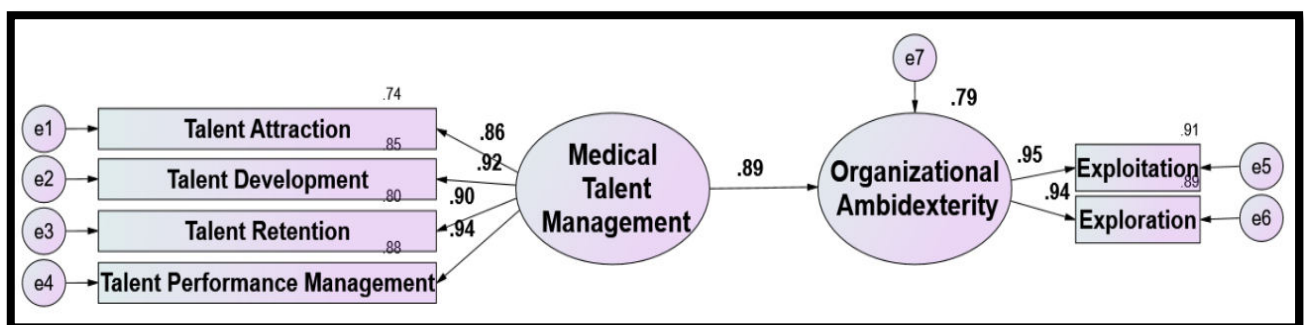 e7
.74
.79
e1
Talent Attraction
.86
.91
.85
Medical
Talent
Management
.95
Exploitation
e5
.92
e2
Talent Development
.89
Organizational
Ambidexterity
.89
.80
.90
.94
Exploration
e6
e3
Talent Retention
.94
.88
e4
Talent Performance Management